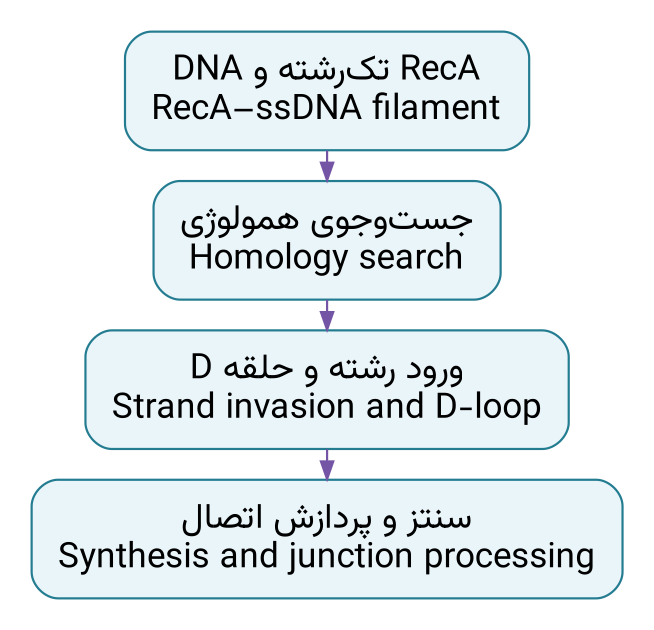 DNA تک‌رشته و RecA
RecA–ssDNA filament
جست‌وجوی همولوژی
Homology search
ورود رشته و حلقه D
Strand invasion and D-loop
سنتز و پردازش اتصال
Synthesis and junction processing